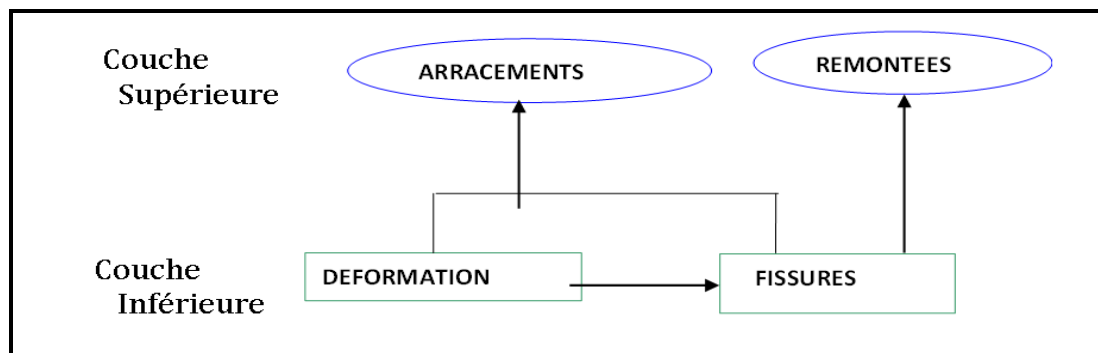 Couche
Supérieure
ARRACEMENTS
REMONTEES
Couche
Inférieure
DEFORMATION
FISSURES